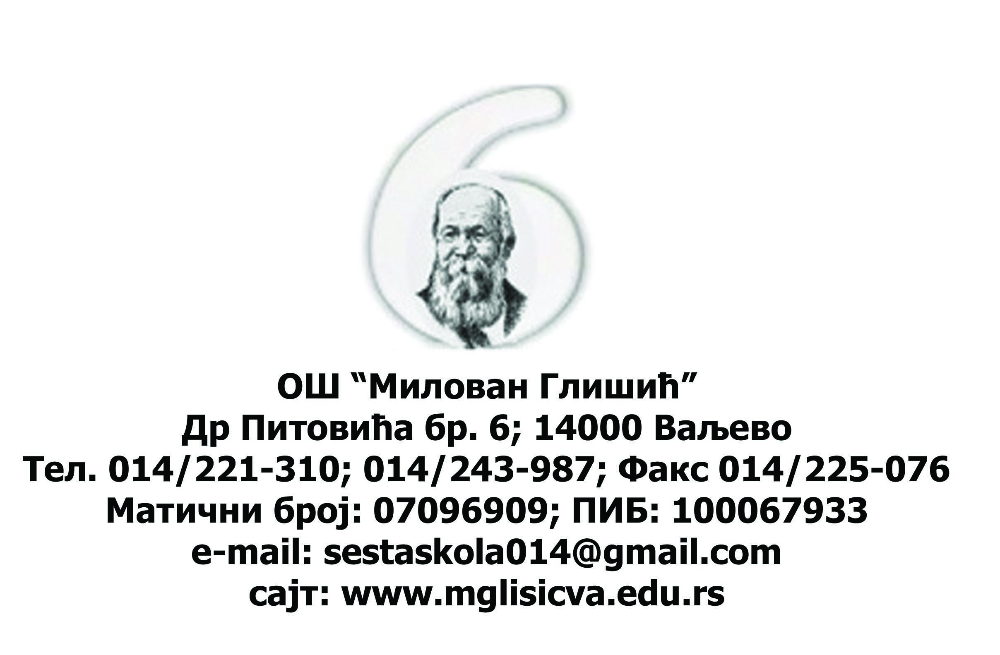 6
ОШ “Милован Глишић”
Др Питовића бр. 6; 14000 Ваљево
Тел. 014/221-310; 014/243-987; Факс 014/225-076
Матични број: 07096909; ПИБ: 100067933
e-mail: sestaskola014@gmail.com
сајт: www.mglisicva.edu.rs